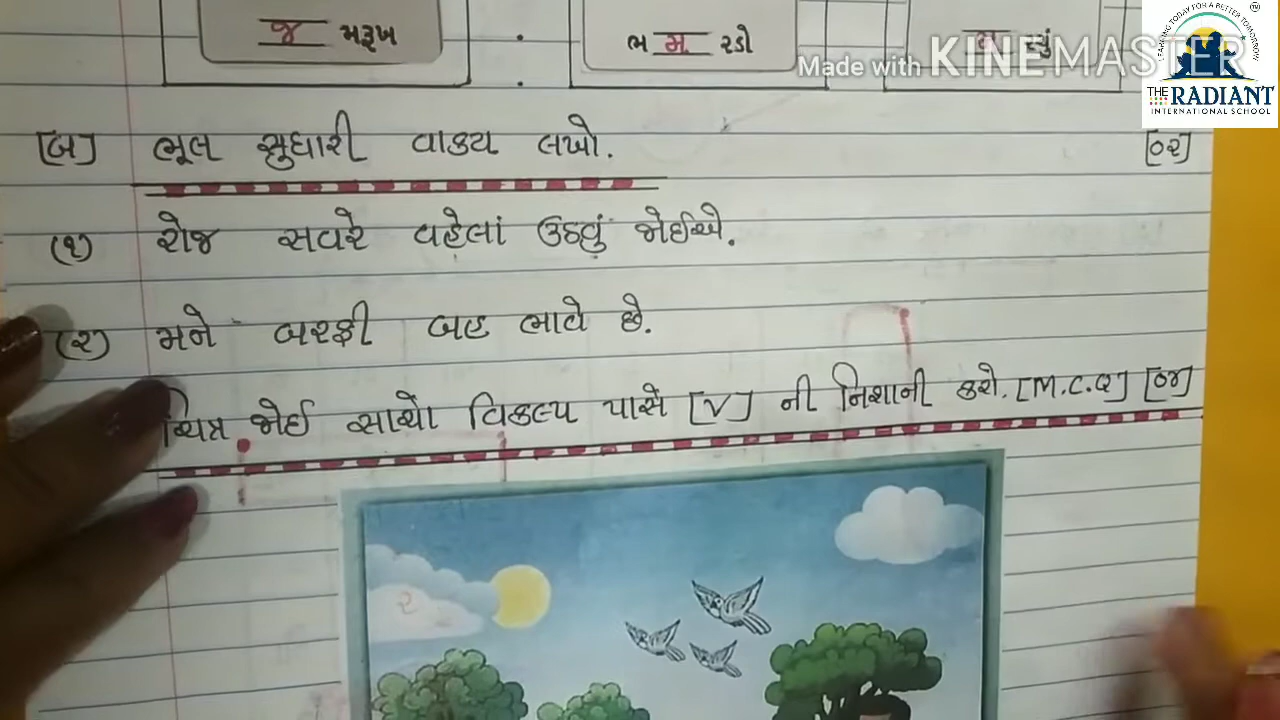 જ મરૂખ
ભ મ રડો
Made with KINEMASTER
THE RADIANT
INTERNATIONAL SCHOOL
[બ] ભૂલ સુધારી વાક્ય લખો. [૦૨]
(૧) રોજ સવરે વહેલાં ઉઠવું જોઈએ.
(૨) મને બરફી બહ ભાવે છે.
ચિત્ર જોઈ સાચો વિકલ્પ પાસે [√] ની નિશાની કરો. [M.C.Q] [૦૪]
૨